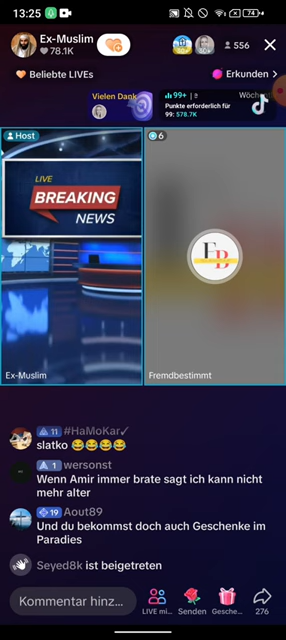 13:25
74
Ex-Muslim
78.1K
556
Beliebte LIVEs
Erkunden >
Vielen Dank
99+
Punkte erforderlich für
99: 578.7K
Host
6
LIVE
BREAKING
NEWS
FB
Ex-Muslim
Fremdbestimmt
11 #HaMoKar✓
slatko 😂😂😂😂
1 wersonst
Wenn Amir immer brate sagt ich kann nicht
mehr alter
19 Aout89
Und du bekommst doch auch Geschenke im
Paradies
Seyed8k ist beigetreten
Kommentar hinz...
LIVE mi...
Senden
Gesche...
276